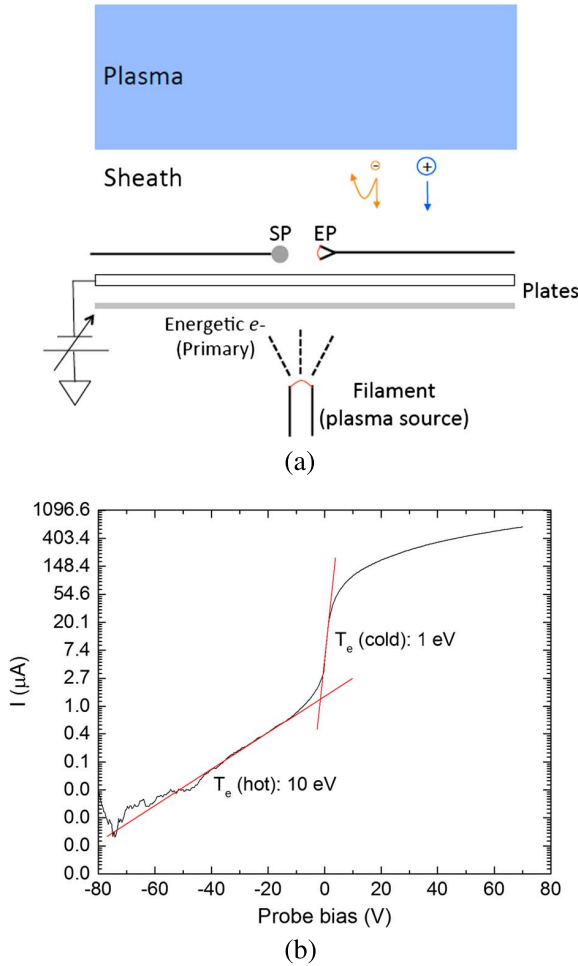 Plasma
Sheath
-
+
SP EP
Plates
Energetic e-
(Primary)
Filament
(plasma source)
(a)
1096.6
403.4
148.4
54.6
20.1
7.4
2.7
1.0
0.4
0.1
0.0
0.0
0.0
0.0
I (μA)
Te (cold): 1 eV
Te (hot): 10 eV
-80 -60 -40 -20 0 20 40 60 80
Probe bias (V)
(b)